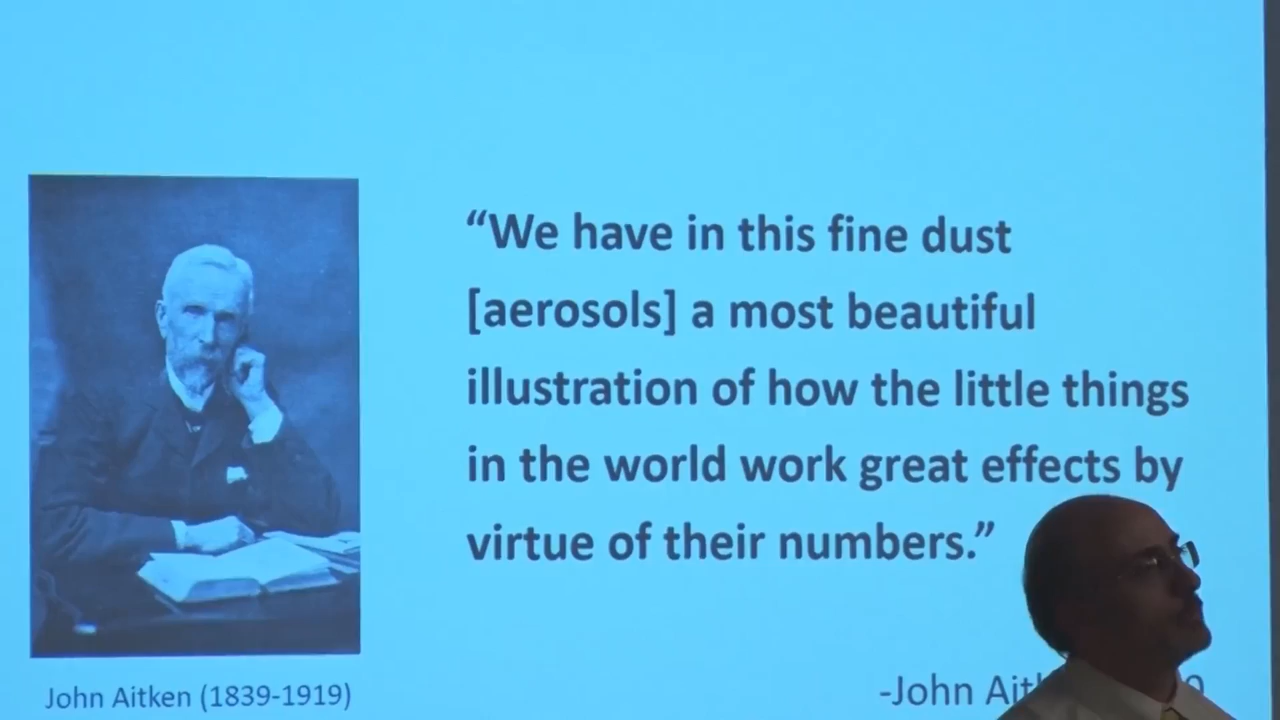 “We have in this fine dust
[aerosols] a most beautiful
illustration of how the little things
in the world work great effects by
virtue of their numbers.”
-John
John Aitken (1839-1919)